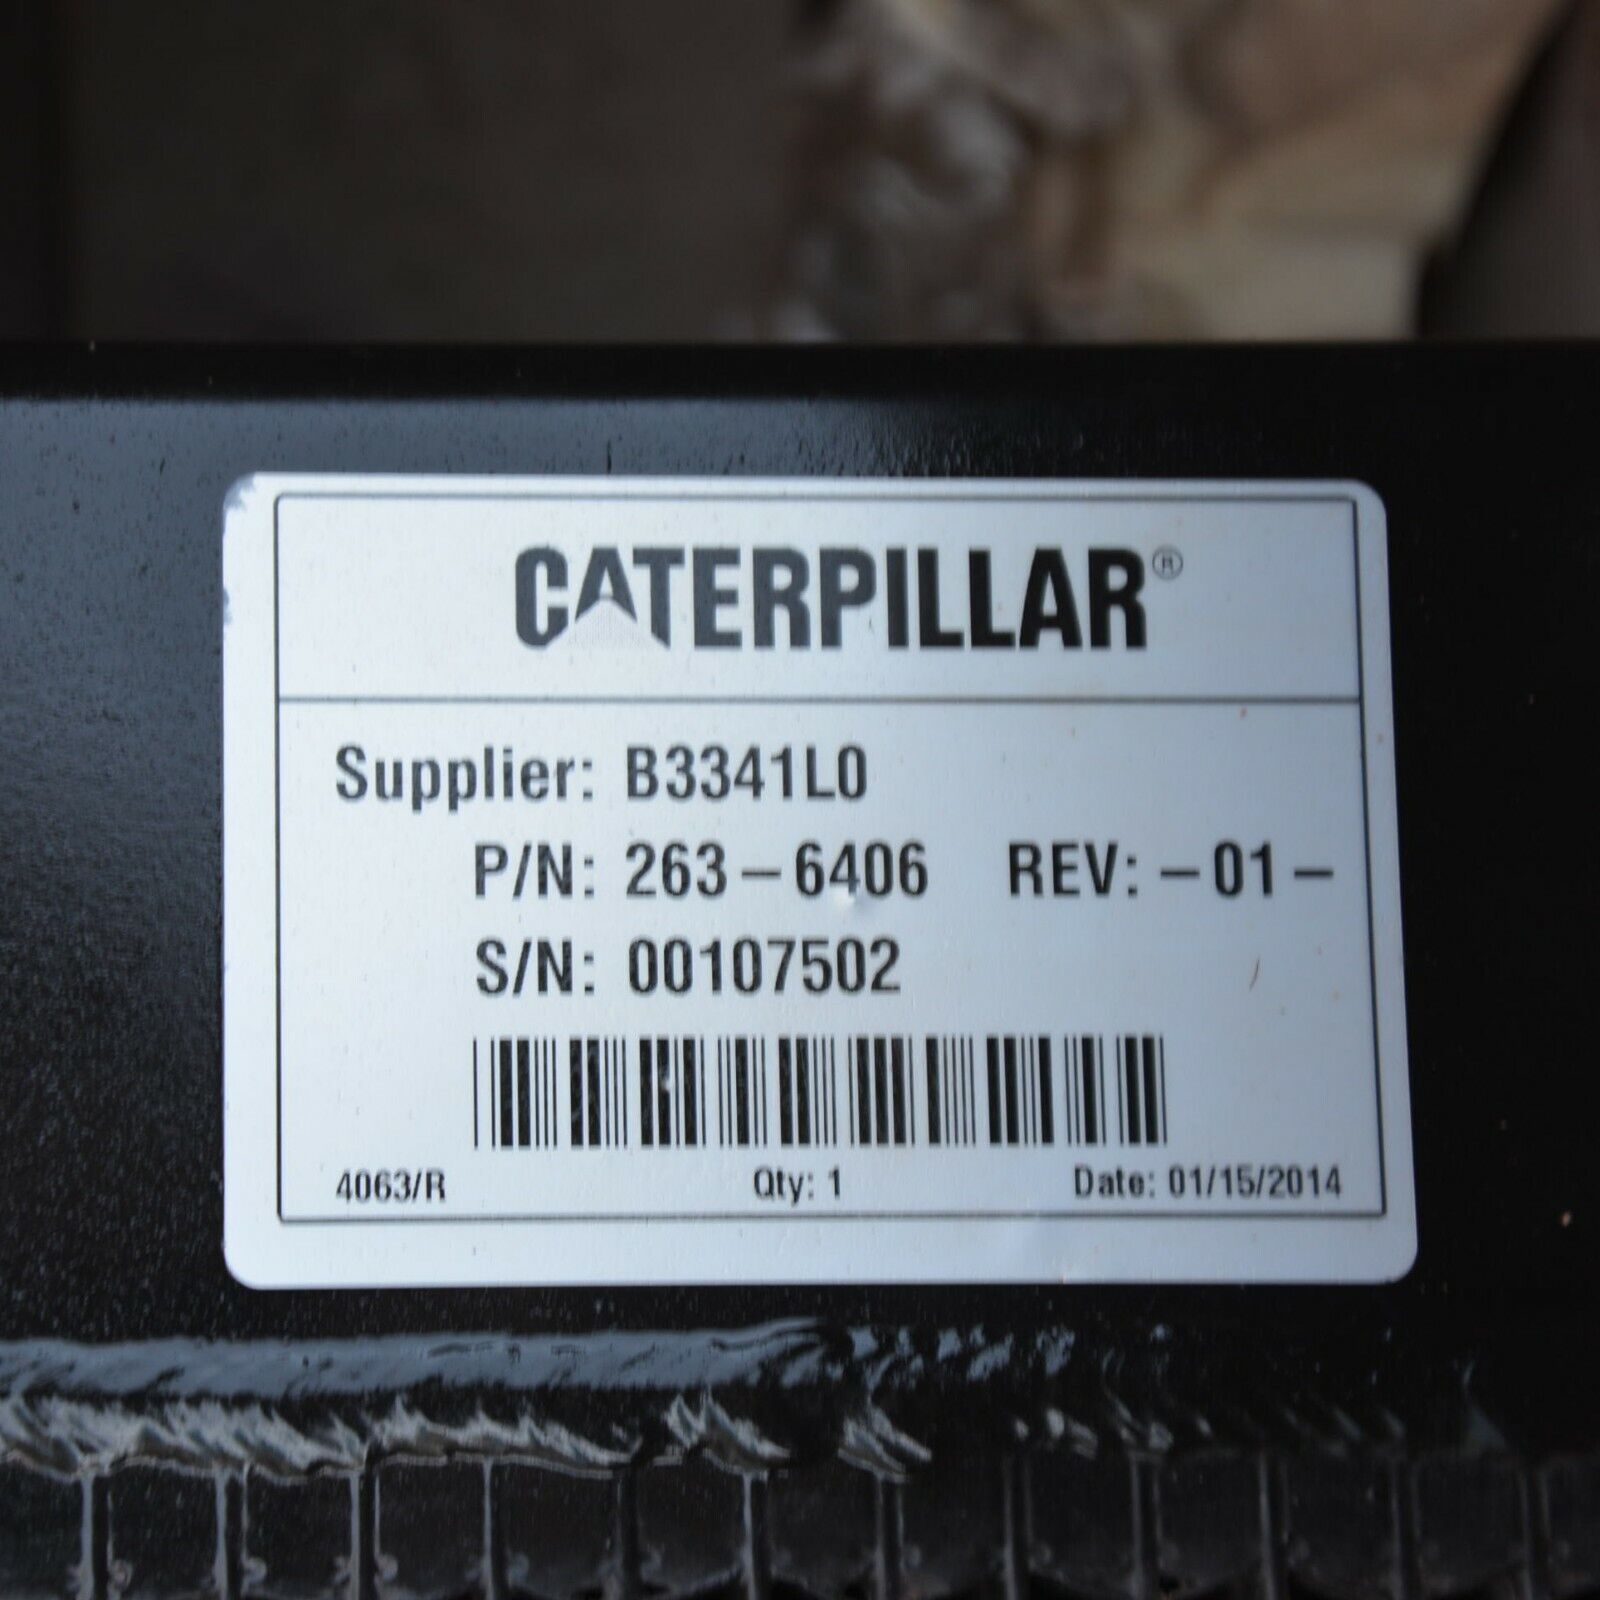 CATERPILLAR®
Supplier: B3341L0
P/N: 263-6406 REV: -01-
S/N: 00107502
4063/R Qty: 1 Date: 01/15/2014